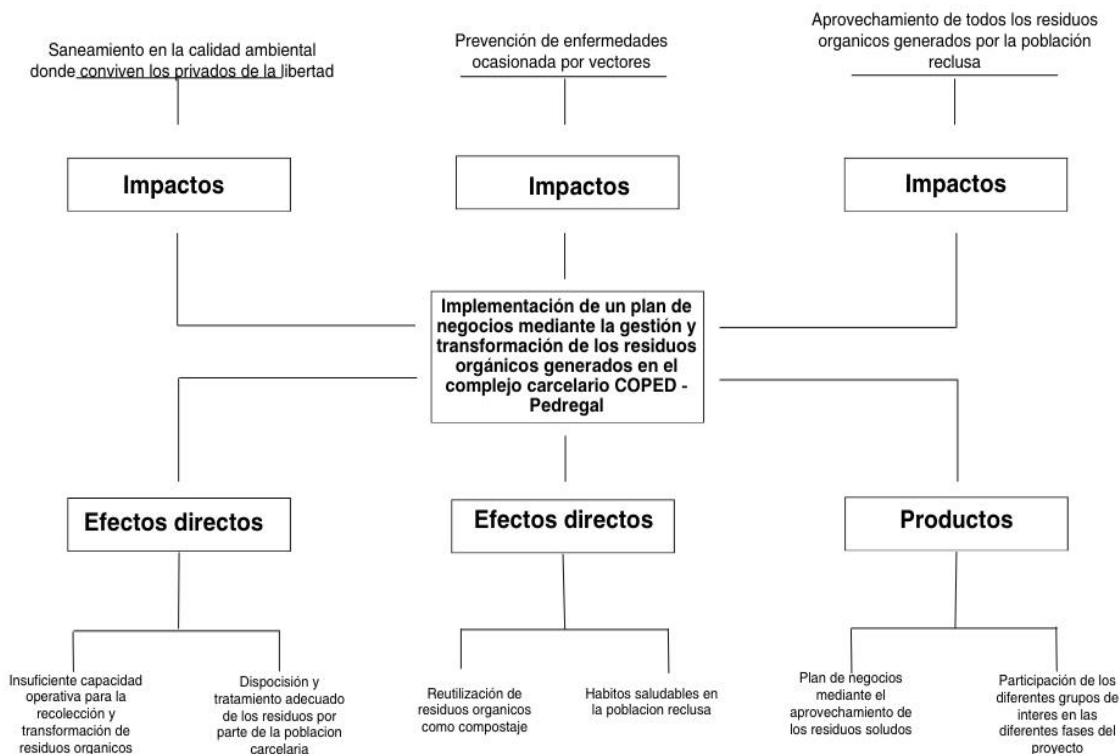 Saneamiento en la calidad ambiental
donde conviven los privados de la libertad
Prevención de enfermedades
ocasionada por vectores
Aprovechamiento de todos los residuos
organicos generados por la población
reclusa
Impactos
Impactos
Impactos
Implementación de un plan de
negocios mediante la gestión y
transformación de los residuos
orgánicos generados en el
complejo carcelario COPED -
Pedregal
Efectos directos
Efectos directos
Productos
Insuficiente capacidad
operativa para la
recolección y
transformación de
residuos organicos
Disposición y
tratamiento adecuado
de los residuos por
parte de la poblacion
carcelaria
Reutilización de
residuos organicos
como compostaje
Habitos saludables en
la poblacion reclusa
Plan de negocios
mediante el
aprovechamiento de
los residuos soludos
Participación de los
diferentes grupos de
interes en las
diferentes fases del
proyecto